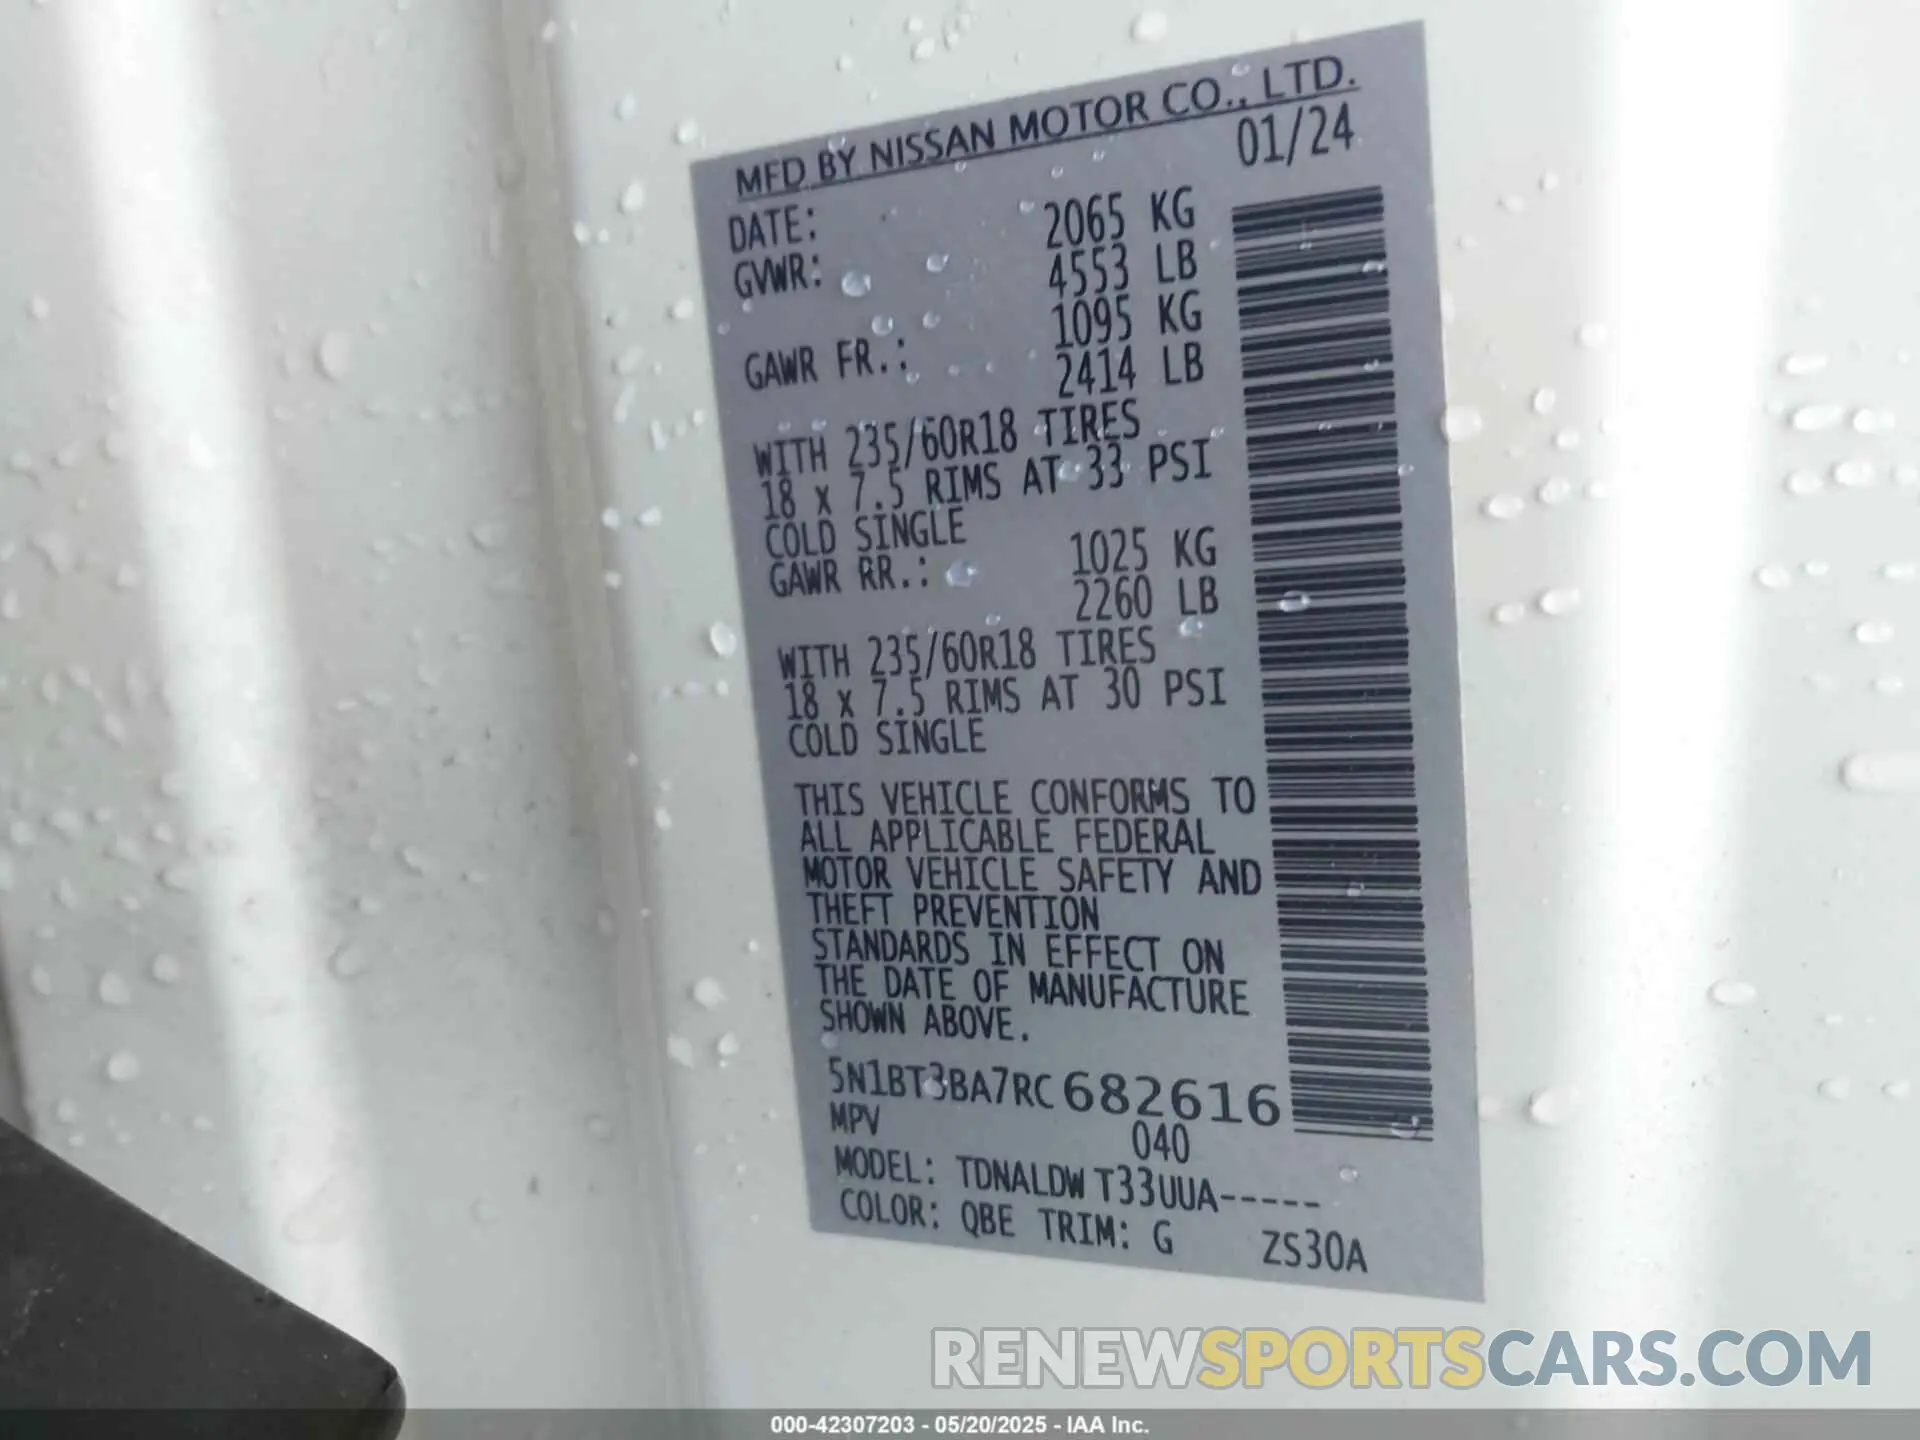 MFD BY NISSAN MOTOR CO., LTD.
DATE: 01/24
GVWR: 2065 KG
4553 LB
GAWR FR.: 1095 KG
2414 LB
WITH 235/60R18 TIRES
18 x 7.5 RIMS AT 33 PSI
COLD SINGLE
GAWR RR.: 1025 KG
2260 LB
WITH 235/60R18 TIRES
18 x 7.5 RIMS AT 30 PSI
COLD SINGLE
THIS VEHICLE CONFORMS TO
ALL APPLICABLE FEDERAL
MOTOR VEHICLE SAFETY AND
THEFT PREVENTION
STANDARDS IN EFFECT ON
THE DATE OF MANUFACTURE
SHOWN ABOVE.
5N1BT3BA7RC682616
MPV 040
MODEL: TDNALDW T33UUA-----
COLOR: QBE TRIM: G ZS30A
RENEWSPORTSCARS.COM
000-42307203 - 05/20/2025 - IAA Inc.